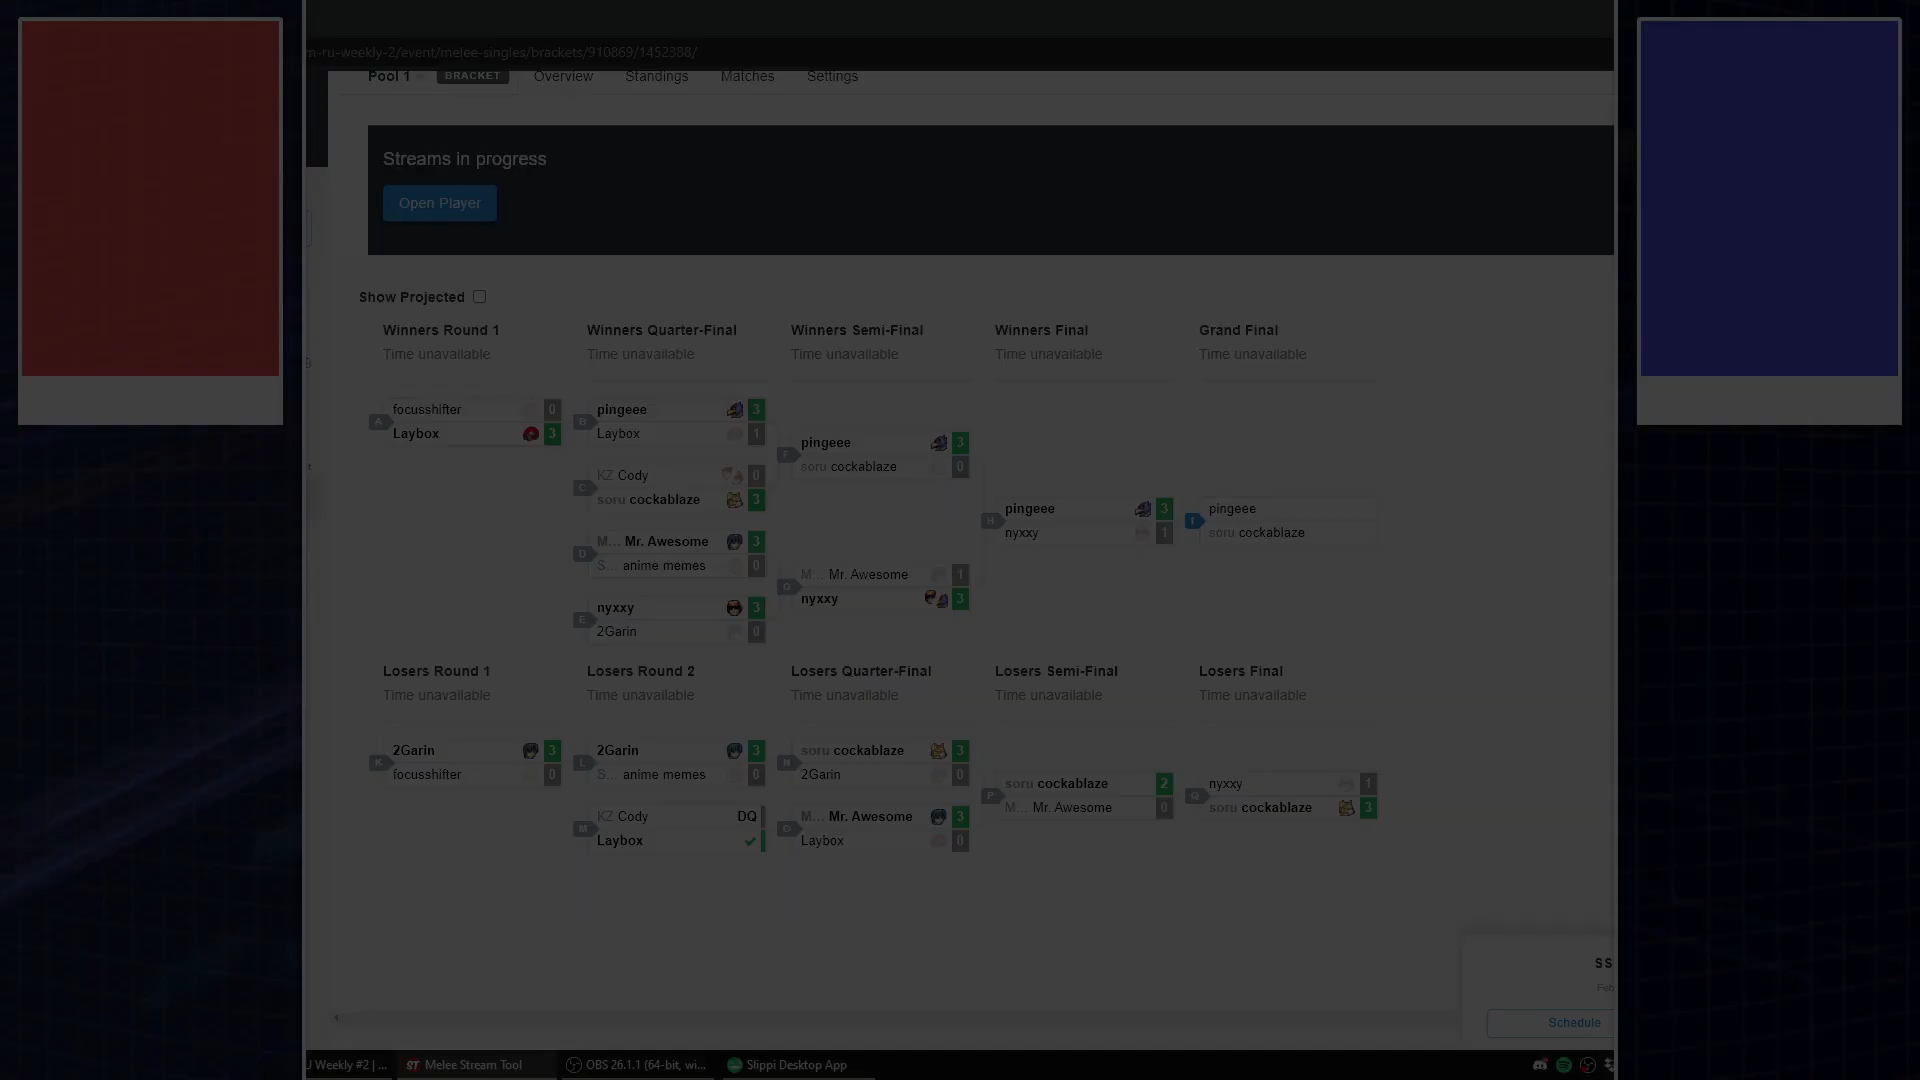 m-ru-weekly-2/event/melee-singles/brackets/910869/1452388/
Pool 1 BRACKET Overview Standings Matches Settings
Streams in progress
Open Player
Show Projected
Winners Round 1 Winners Quarter-Final Winners Semi-Final Winners Final Grand Final
Time unavailable Time unavailable Time unavailable Time unavailable Time unavailable
A focusshifter 0
Laybox 3
B pingeee 3
Laybox 1
C KZ Cody 0
soru cockablaze 3
D M... Mr. Awesome 3
S... anime memes 0
E nyxxy 3
2Garin 0
F pingeee 3
soru cockablaze 0
G M... Mr. Awesome 1
nyxxy 3
H pingeee 3
nyxxy 1
I pingeee
soru cockablaze
Losers Round 1 Losers Round 2 Losers Quarter-Final Losers Semi-Final Losers Final
Time unavailable Time unavailable Time unavailable Time unavailable Time unavailable
K 2Garin 3
focusshifter 0
L 2Garin 3
S... anime memes 0
M KZ Cody DQ
Laybox
N soru cockablaze 3
2Garin 0
O M... Mr. Awesome 3
Laybox 0
P soru cockablaze 2
M... Mr. Awesome 0
Q nyxxy 1
soru cockablaze 3
SS
Feb
Schedule
U Weekly #2 | ... ST Melee Stream Tool OBS 26.1.1 (64-bit, wi... Slippi Desktop App